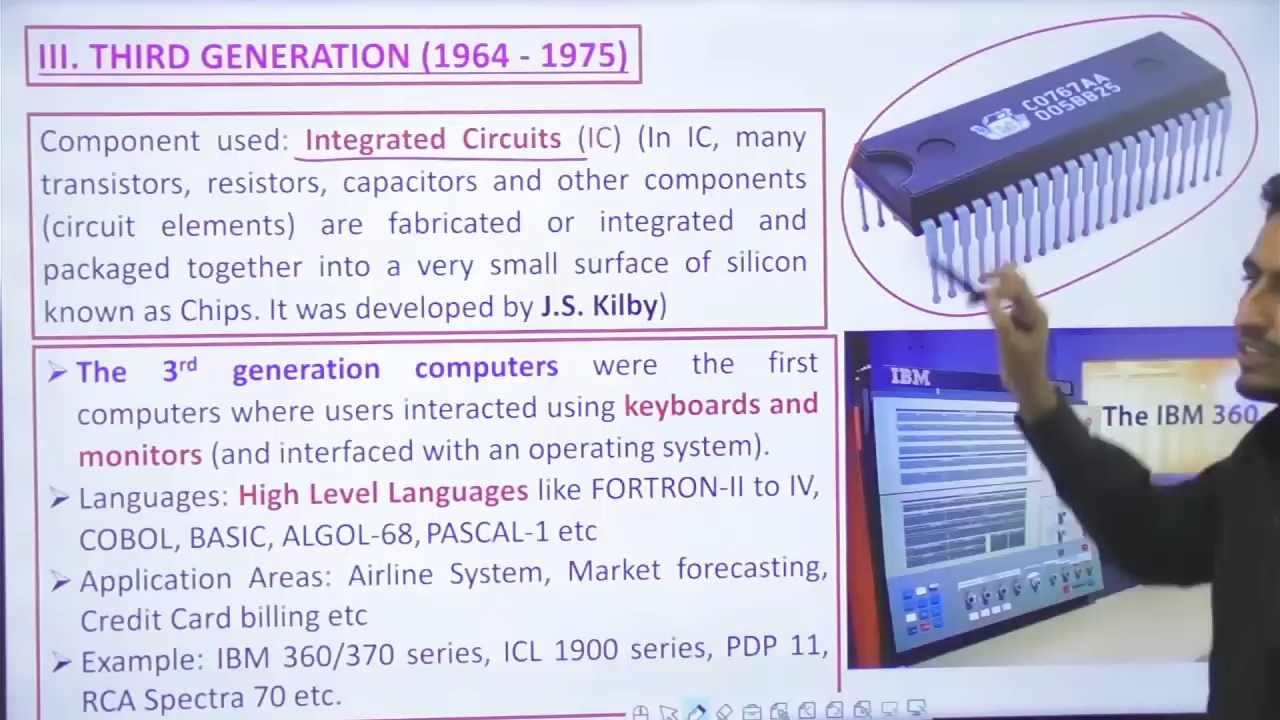 III. THIRD GENERATION (1964 - 1975)
Component used: Integrated Circuits (IC) (In IC, many
transistors, resistors, capacitors and other components
(circuit elements) are fabricated or integrated and
packaged together into a very small surface of silicon
known as Chips. It was developed by J.S. Kilby)
➢ The 3rd generation computers were the first
computers where users interacted using keyboards and
monitors (and interfaced with an operating system).
➢ Languages: High Level Languages like FORTRON-II to IV,
COBOL, BASIC, ALGOL-68, PASCAL-1 etc
➢ Application Areas: Airline System, Market forecasting,
Credit Card billing etc
➢ Example: IBM 360/370 series, ICL 1900 series, PDP 11,
RCA Spectra 70 etc.
C0767AA
005BB25
IBM
The IBM 360